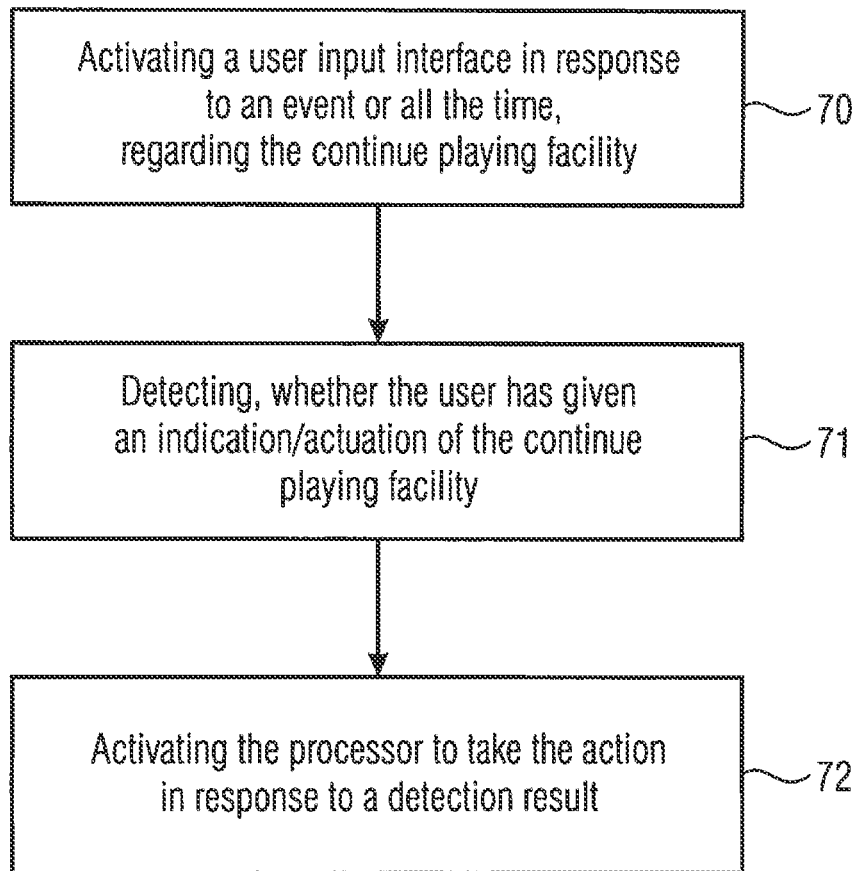 Activating a user input interface in response
to an event or all the time,
regarding the continue playing facility
70
Detecting, whether the user has given
an indication/actuation of the continue
playing facility
71
Activating the processor to take the action
in response to a detection result
72